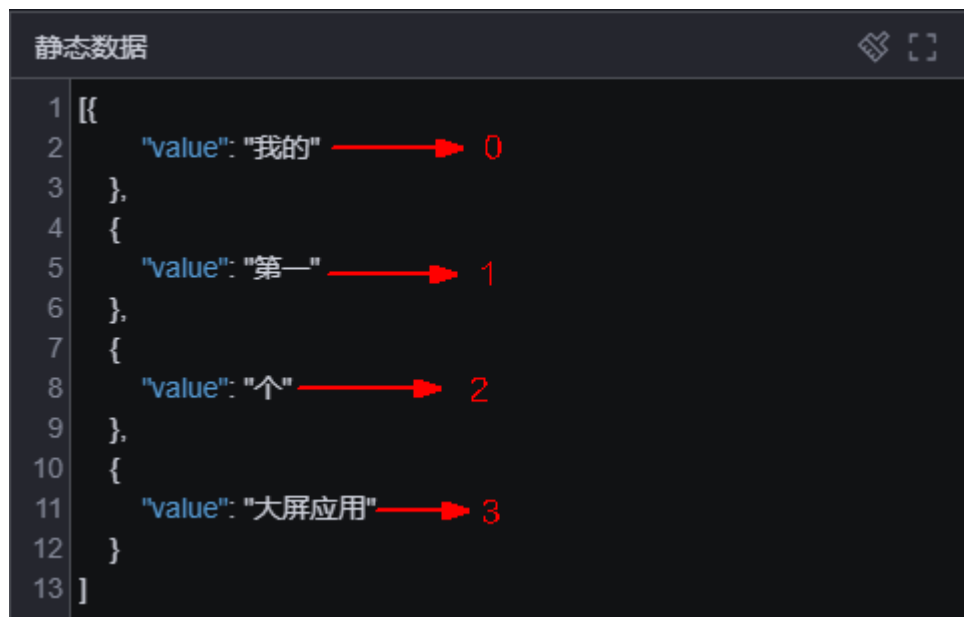 静态数据
1 [{
2 "value": "我的" 0
3 },
4 {
5 "value": "第一" 1
6 },
7 {
8 "value": "个" 2
9 },
10 {
11 "value": "大屏应用" 3
12 }
13 ]